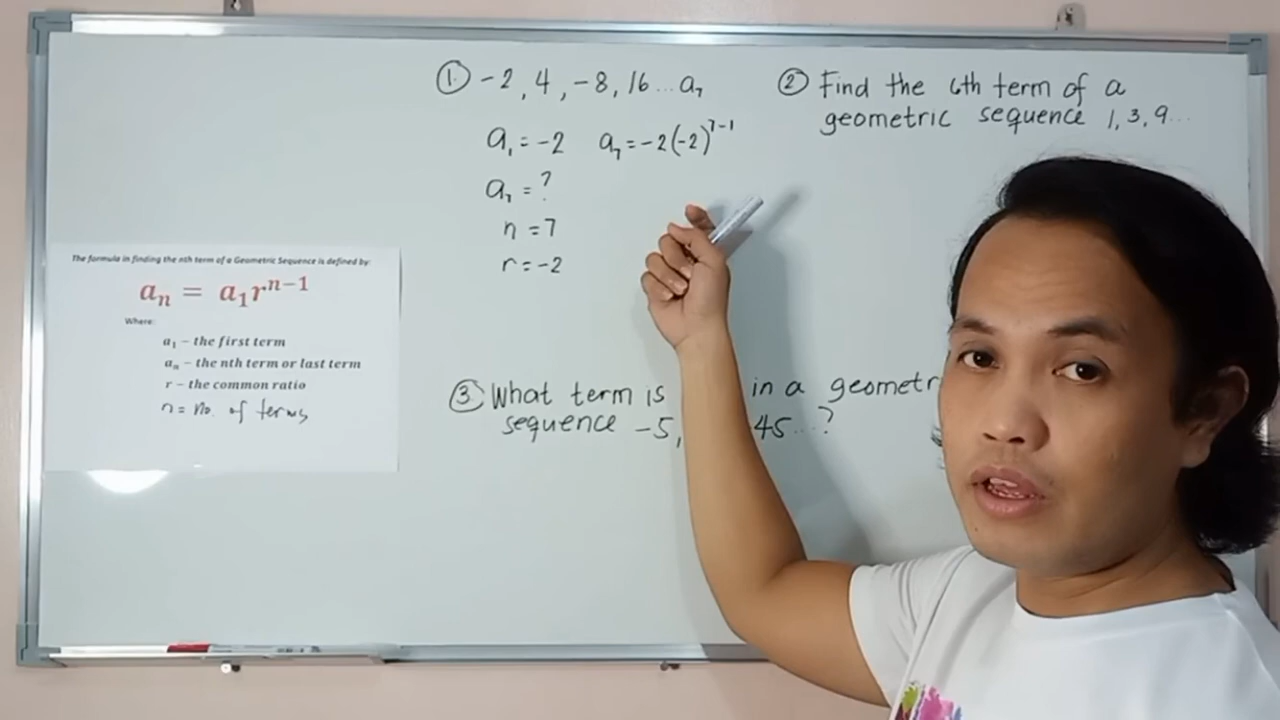 ① -2, 4, -8, 16...a₇
a₁ = -2 a₇ = -2(-2)⁷⁻¹
a₇ = ?
n = 7
r = -2
② Find the 6th term of a
geometric sequence 1, 3, 9...
The formula in finding the nth term of a Geometric Sequence is defined by:
aₙ = a₁rⁿ⁻¹
Where:
a₁ – the first term
aₙ – the nth term or last term
r – the common ratio
n = no. of terms
③ What term is in a geometr
sequence -5, 45...?